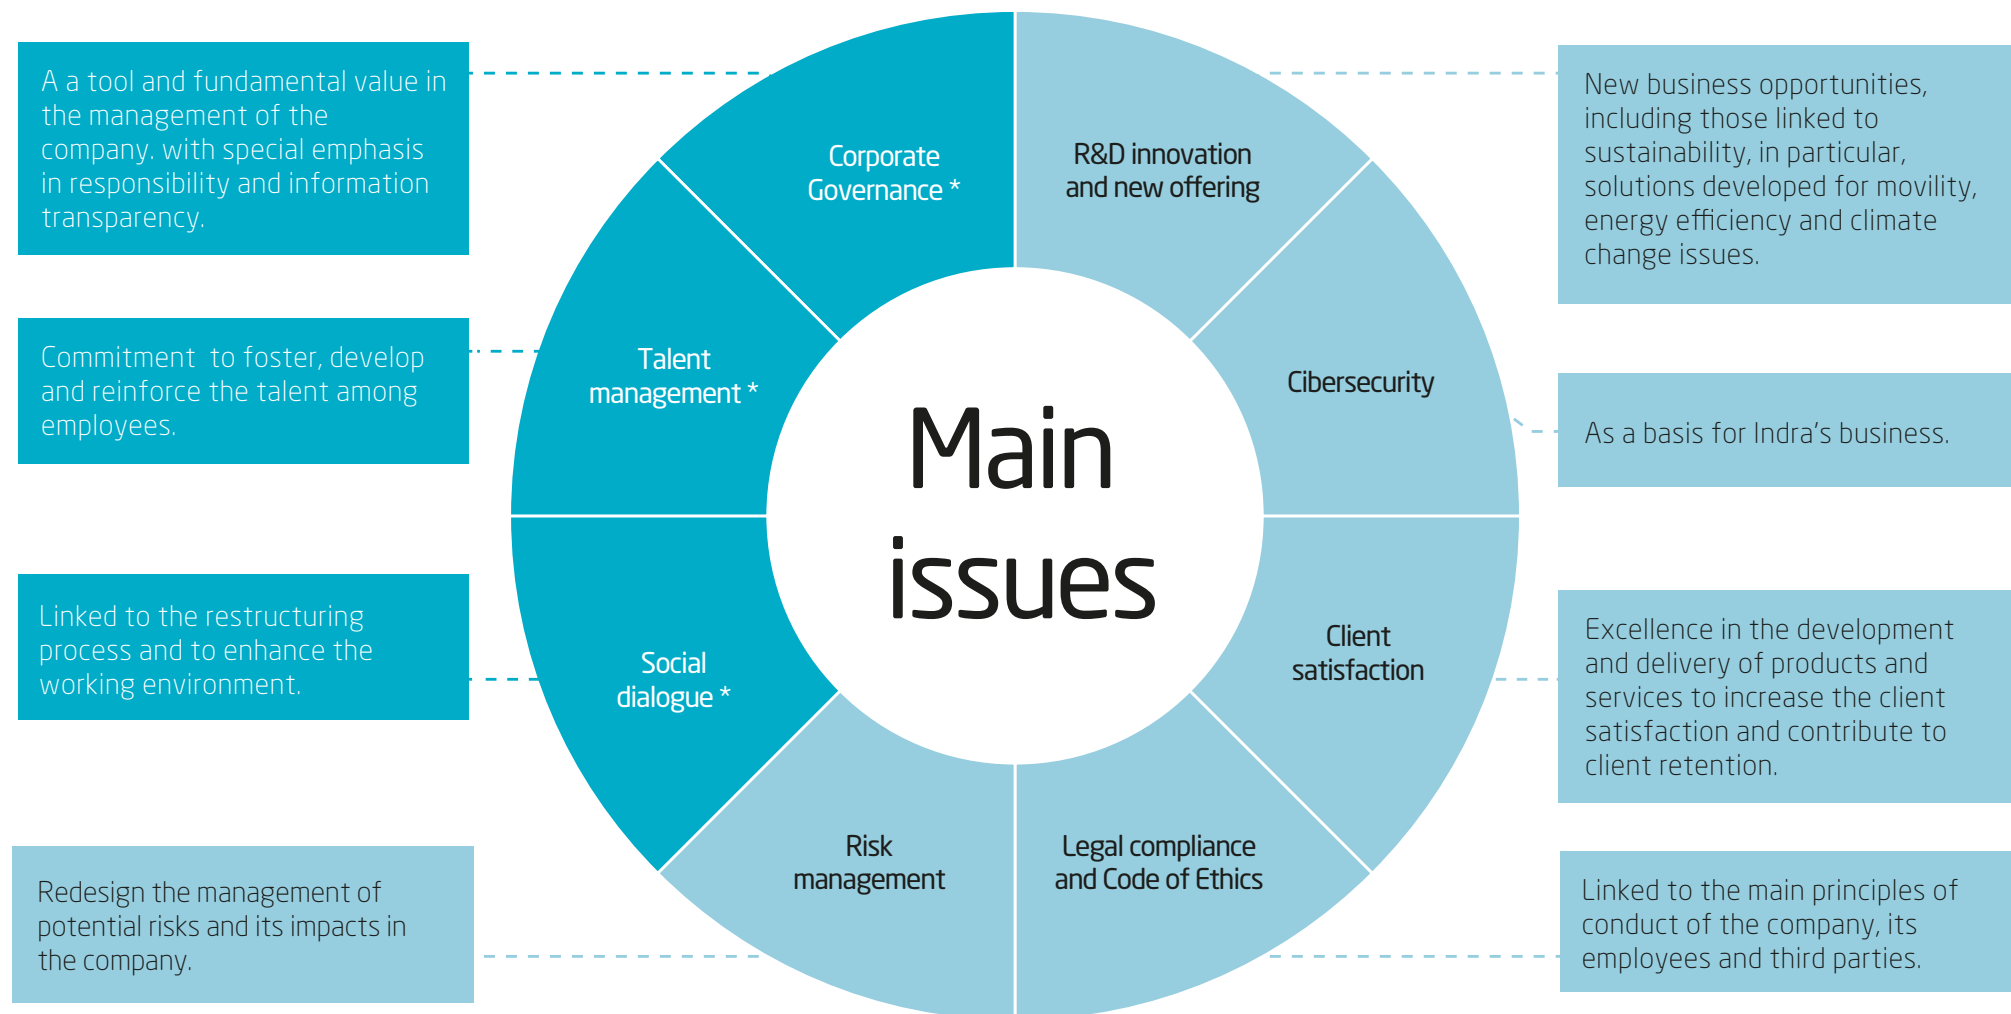 A a tool and fundamental value in
the management of the
company. with special emphasis
in responsibility and information
transparency.
Commitment to foster, develop
and reinforce the talent among
employees.
Linked to the restructuring
process and to enhance the
working environment.
Redesign the management of
potential risks and its impacts in
the company.
Corporate
Governance *
R&D innovation
and new offering
Talent
management *
Cibersecurity
Main
issues
Social
dialogue *
Client
satisfaction
Risk
management
Legal compliance
and Code of Ethics
New business opportunities,
including those linked to
sustainability, in particular,
solutions developed for movility,
energy efficiency and climate
change issues.
As a basis for Indra's business.
Excellence in the development
and delivery of products and
services to increase the client
satisfaction and contribute to
client retention.
Linked to the main principles of
conduct of the company, its
employees and third parties.